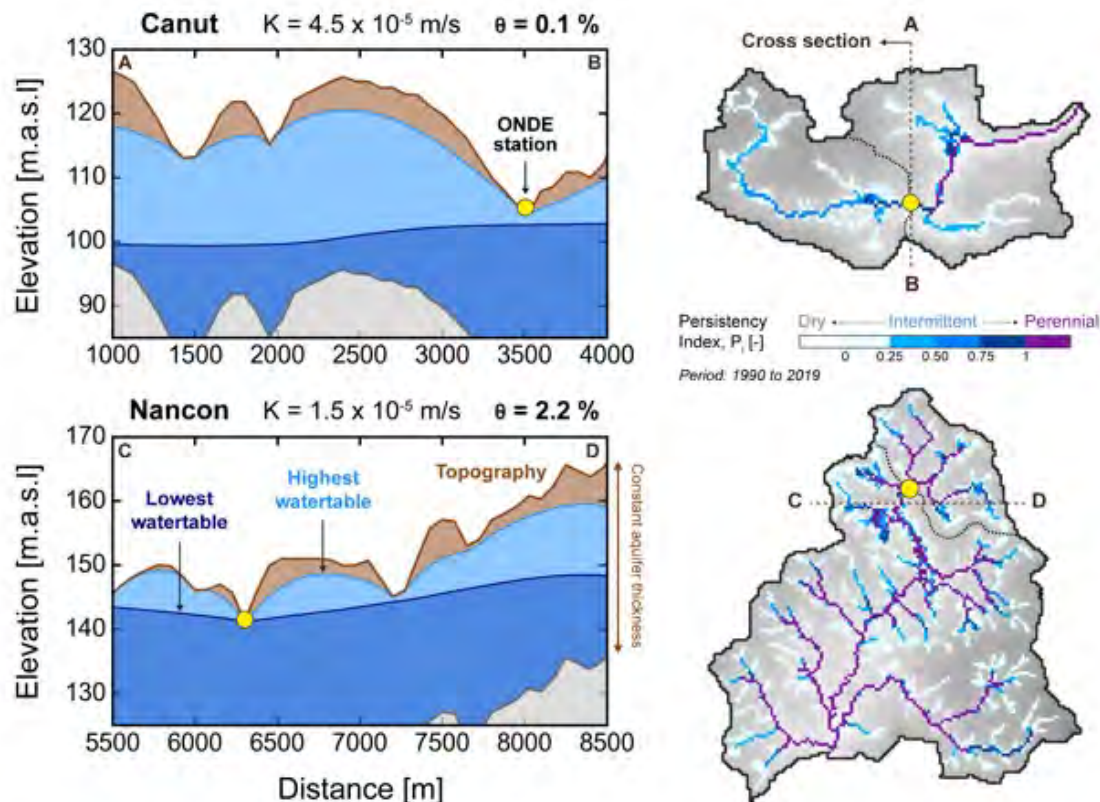 Canut K = 4.5 x 10-5 m/s θ = 0.1 %
Elevation [m.a.s.l]
130
120
110
100
90
A
B
ONDE
station
1000 1500 2000 2500 3000 3500 4000
A
Cross section
B
Persistency
Index, Pi [-]
Dry Intermittent Perennial
0 0.25 0.50 0.75 1
Period: 1990 to 2019
Nancon K = 1.5 x 10-5 m/s θ = 2.2 %
Elevation [m.a.s.l]
170
160
150
140
130
C
D
Lowest
watertable
Highest
watertable
Topography
Constant aquifer thickness
5500 6000 6500 7000 7500 8000 8500
Distance [m]
C
D